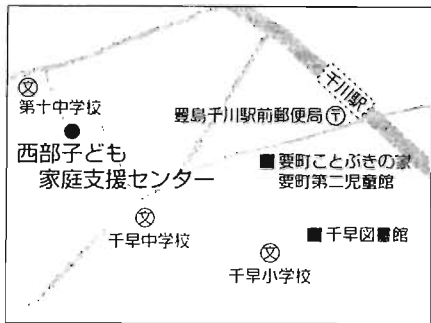 千川駅
文
第十中学校
豊島千川駅前郵便局〒
西部子ども
家庭支援センター
要町ことぶきの家
要町第二児童館
文
千早中学校
文
千早小学校
千早図書館